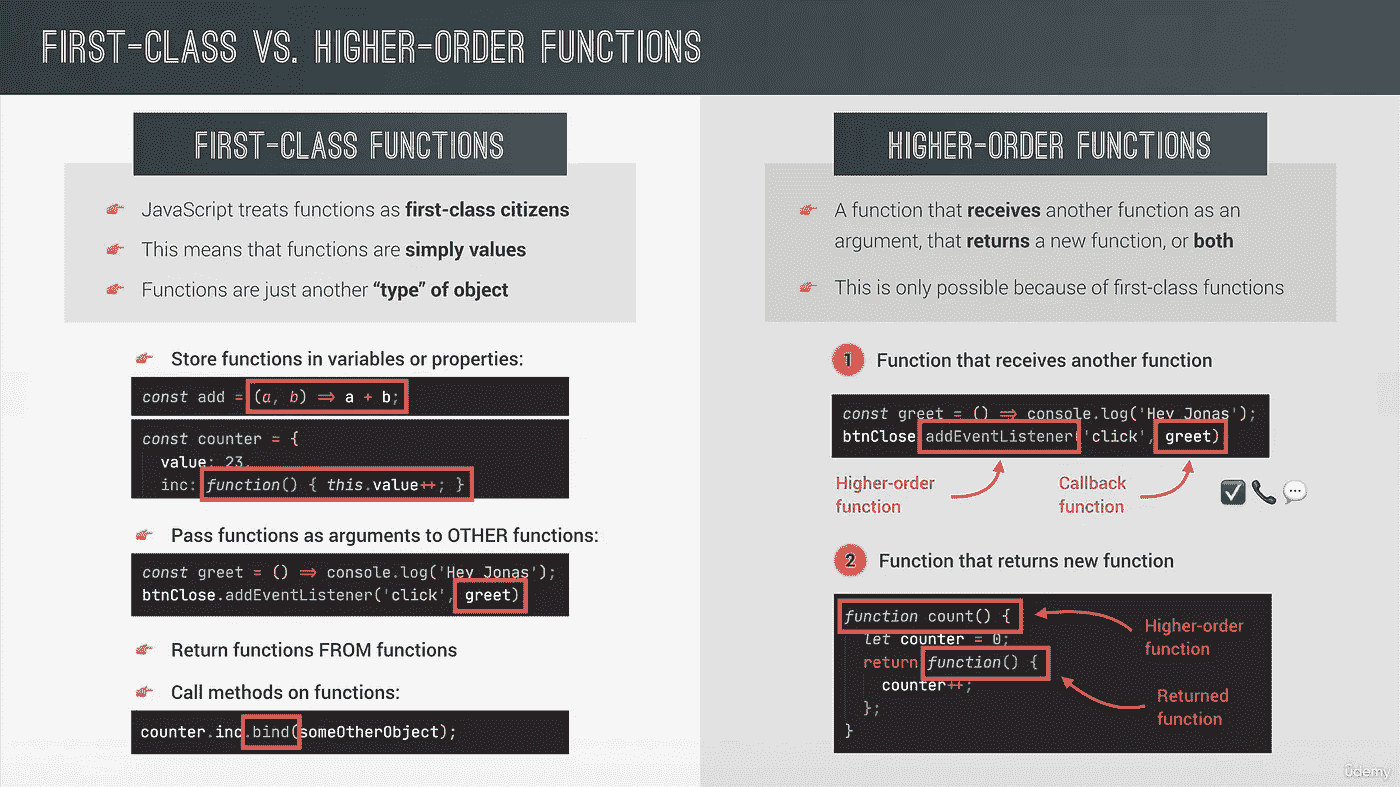 FIRST-CLASS VS. HIGHER-ORDER FUNCTIONS
FIRST-CLASS FUNCTIONS
JavaScript treats functions as first-class citizens
This means that functions are simply values
Functions are just another “type” of object
Store functions in variables or properties:
const add = (a, b) => a + b;
const counter = {
value: 23,
inc: function() { this.value++; }
Pass functions as arguments to OTHER functions:
const greet = () => console.log('Hey Jonas');
btnClose.addEventListener('click', greet)
Return functions FROM functions
Call methods on functions:
counter.inc.bind(someOtherObject);
HIGHER-ORDER FUNCTIONS
A function that receives another function as an
argument, that returns a new function, or both
This is only possible because of first-class functions
1 Function that receives another function
const greet = () => console.log('Hey Jonas');
btnClose.addEventListener('click', greet)
Higher-order
function
Callback
function
2 Function that returns new function
function count() {
let counter = 0;
return function() {
counter++;
};
}
Higher-order
function
Returned
function
ûdemy